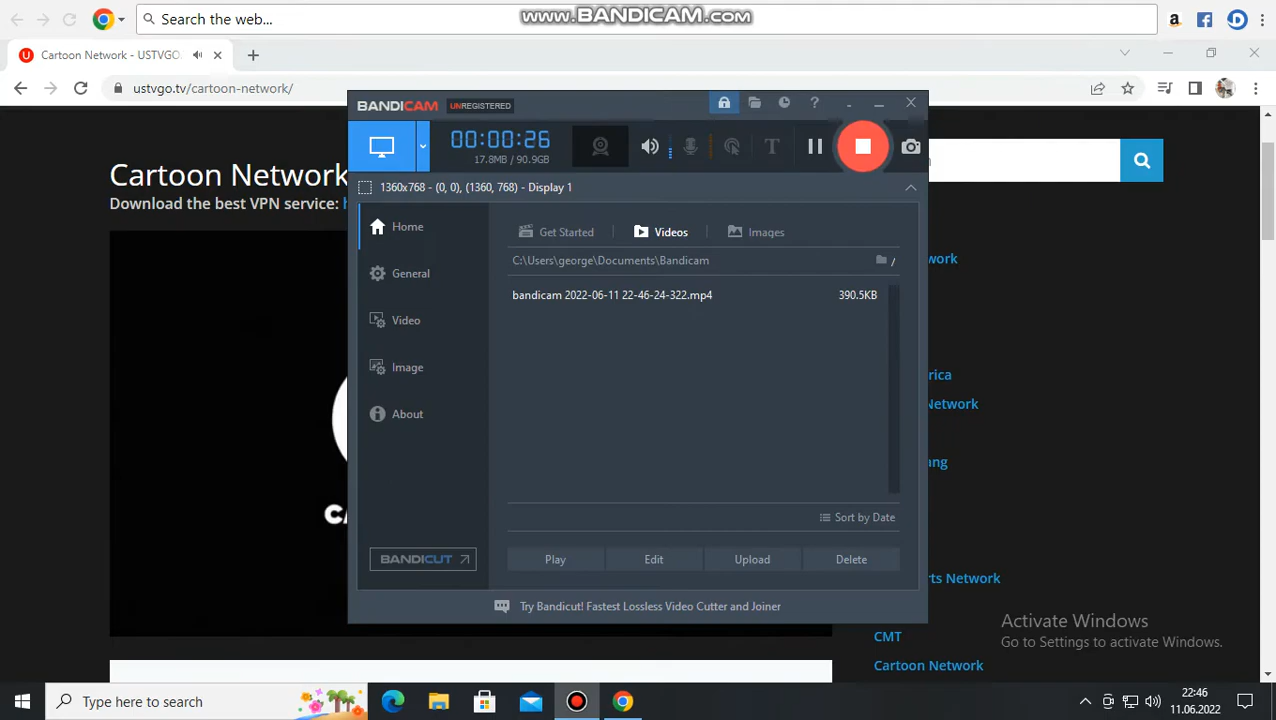 Search the web...
www.BANDICAM.com
Cartoon Network - USTVGO
ustvgo.tv/cartoon-network/
BANDICAM UNREGISTERED
00:00:26
17.8MB / 90.9GB
1360x768 - (0, 0), (1360, 768) - Display 1
Home
General
Video
Image
About
BANDICUT
Get Started
Videos
Images
C:\Users\george\Documents\Bandicam
/
bandicam 2022-06-11 22-46-24-322.mp4 390.5KB
Sort by Date
Play Edit Upload Delete
Try Bandicut! Fastest Lossless Video Cutter and Joiner
Cartoon Network
Download the best VPN service:
CMT
Cartoon Network
Activate Windows
Go to Settings to activate Windows.
Type here to search
22:46
11.06.2022